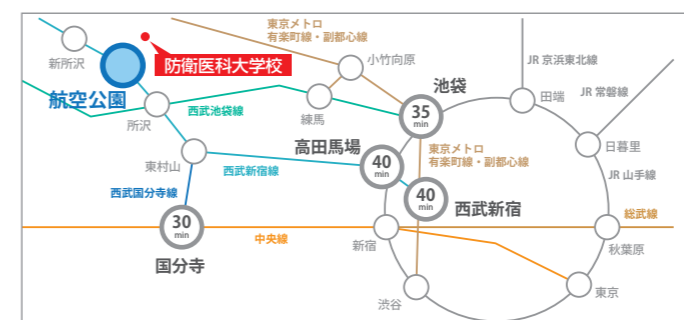 東京メトロ
有楽町線・副都心線
新所沢
防衛医科大学校
小竹向原
JR 京浜東北線
航空公園
所沢
西武池袋線
練馬
池袋
35
min
田端
JR 常磐線
高田馬場
40
min
東京メトロ
有楽町線・副都心線
日暮里
東村山
西武新宿線
JR 山手線
西武国分寺線
40
min
西武新宿
30
min
総武線
中央線
新宿
秋葉原
国分寺
渋谷
東京